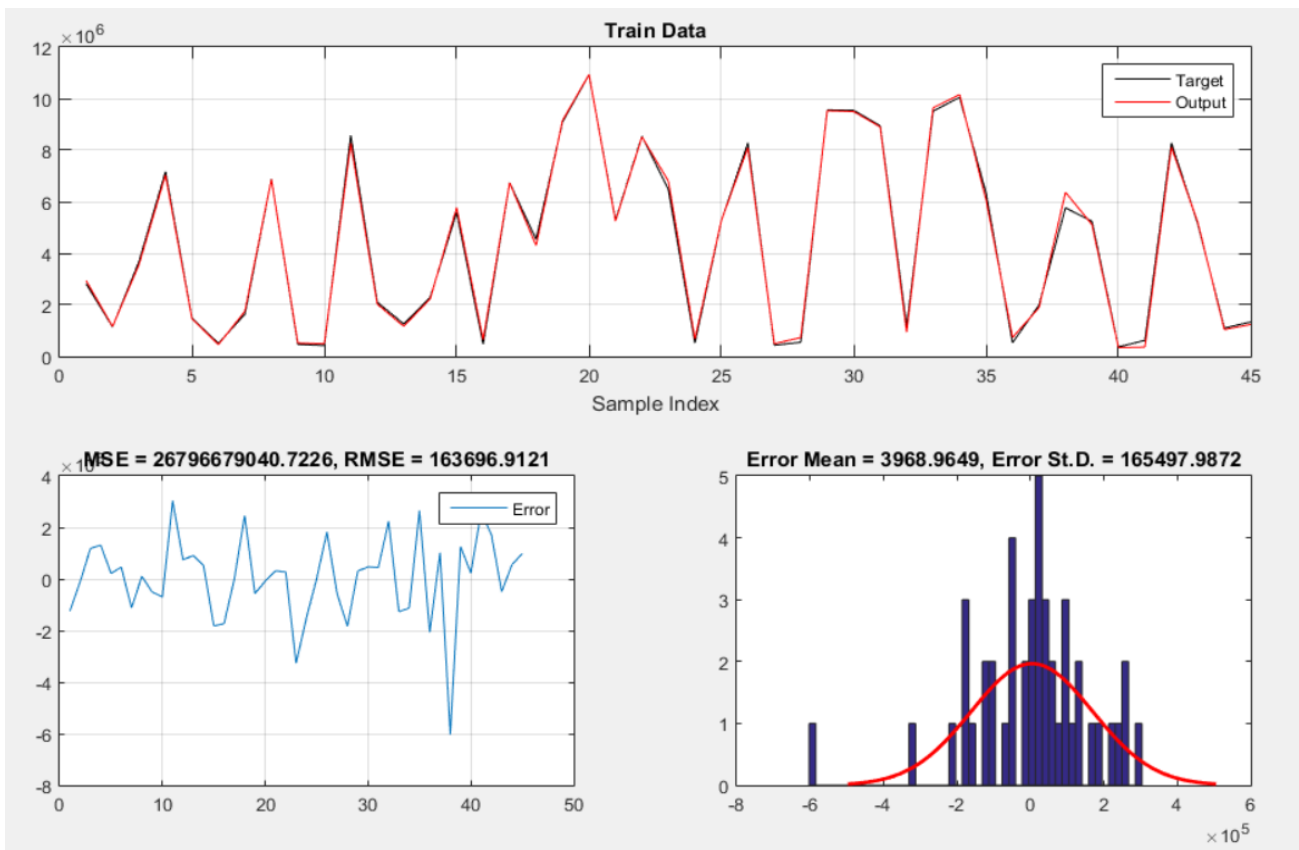 Train Data
×10^6
12
10
8
6
4
2
0
Target
Output
0 5 10 15 20 25 30 35 40 45
Sample Index
MSE = 26796679040.7226, RMSE = 163696.9121
4
2
0
-2
-4
-6
-8
Error
0 10 20 30 40 50
Error Mean = 3968.9649, Error St.D. = 165497.9872
5
4
3
2
1
0
-8 -6 -4 -2 0 2 4 6
×10^5